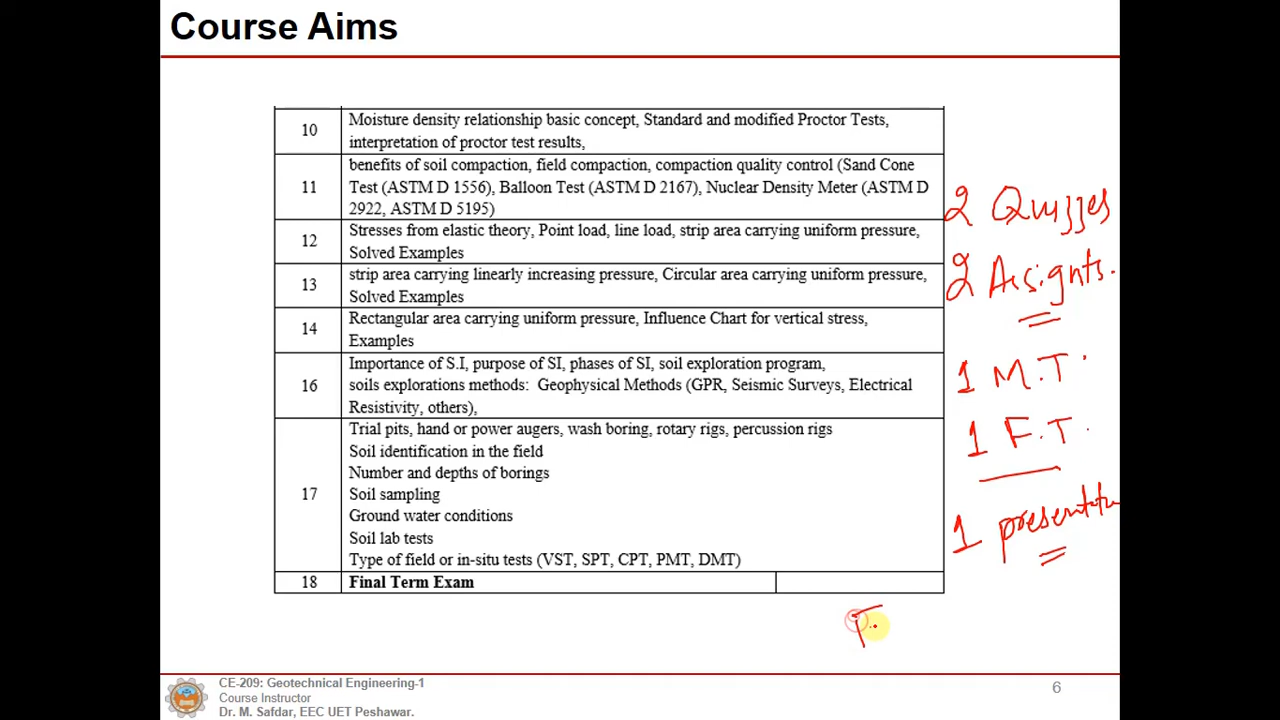 Course Aims
10
Moisture density relationship basic concept, Standard and modified Proctor Tests,
interpretation of proctor test results,
11
benefits of soil compaction, field compaction, compaction quality control (Sand Cone
Test (ASTM D 1556), Balloon Test (ASTM D 2167), Nuclear Density Meter (ASTM D
2922, ASTM D 5195)
12
Stresses from elastic theory, Point load, line load, strip area carrying uniform pressure,
Solved Examples
13
strip area carrying linearly increasing pressure, Circular area carrying uniform pressure,
Solved Examples
14
Rectangular area carrying uniform pressure, Influence Chart for vertical stress,
Examples
16
Importance of S.I, purpose of SI, phases of SI, soil exploration program,
soils explorations methods: Geophysical Methods (GPR, Seismic Surveys, Electrical
Resistivity, others),
17
Trial pits, hand or power augers, wash boring, rotary rigs, percussion rigs
Soil identification in the field
Number and depths of borings
Soil sampling
Ground water conditions
Soil lab tests
Type of field or in-situ tests (VST, SPT, CPT, PMT, DMT)
18
Final Term Exam
2 Quizzes
2 Assignts.
1 M.T.
1 F.T.
1 presentation
CE-209: Geotechnical Engineering-1
Course Instructor
Dr. M. Safdar, EEC UET Peshawar.
6